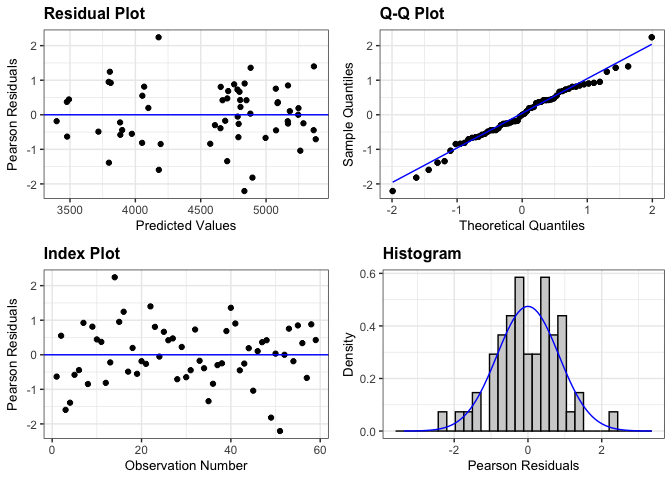 Residual Plot
Pearson Residuals
2
1
0
-1
-2
3500 4000 4500 5000
Predicted Values
Q-Q Plot
Sample Quantiles
2
1
0
-1
-2
-2 -1 0 1 2
Theoretical Quantiles
Index Plot
Pearson Residuals
2
1
0
-1
-2
0 20 40 60
Observation Number
Histogram
Density
0.6
0.4
0.2
0.0
-2 0 2
Pearson Residuals